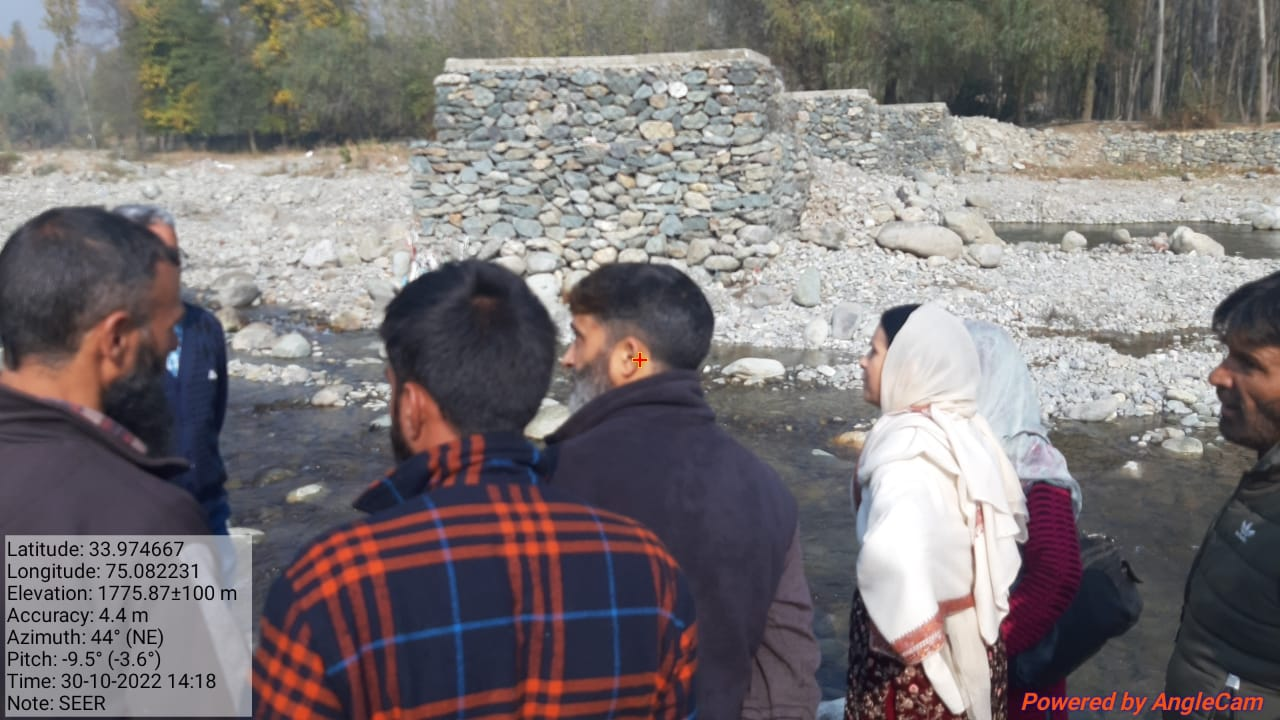 Latitude: 33.974667
Longitude: 75.082231
Elevation: 1775.87±100 m
Accuracy: 4.4 m
Azimuth: 44° (NE)
Pitch: -9.5° (-3.6°)
Time: 30-10-2022 14:18
Note: SEER
Powered by AngleCam